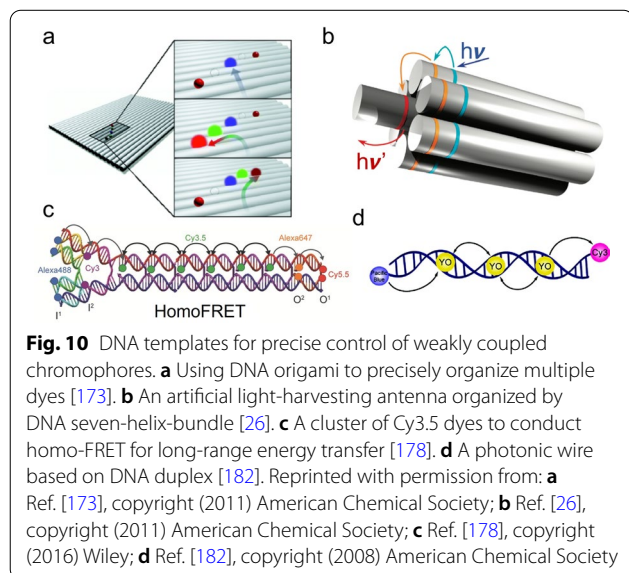 a
b
hν
hν'
c
Cy3.5
Alexa647
Alexa488
Cy3
Cy5.5
I¹
I²
O²
O¹
HomoFRET
d
Pacific Blue
YO
YO
YO
Cy3
Fig. 10 DNA templates for precise control of weakly coupled
chromophores. a Using DNA origami to precisely organize multiple
dyes [173]. b An artificial light-harvesting antenna organized by
DNA seven-helix-bundle [26]. c A cluster of Cy3.5 dyes to conduct
homo-FRET for long-range energy transfer [178]. d A photonic wire
based on DNA duplex [182]. Reprinted with permission from: a
Ref. [173], copyright (2011) American Chemical Society; b Ref. [26],
copyright (2011) American Chemical Society; c Ref. [178], copyright
(2016) Wiley; d Ref. [182], copyright (2008) American Chemical Society